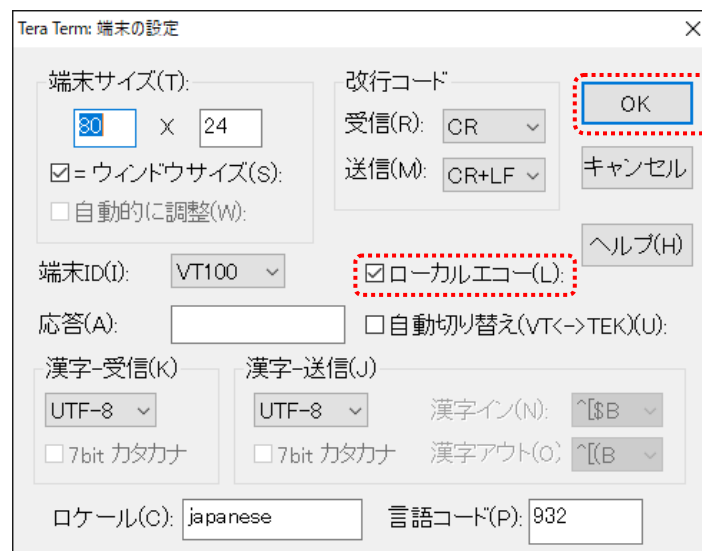 Tera Term: 端末の設定
端末サイズ(T):
80 X 24
=ウィンドウサイズ(S):
自動的に調整(W):
改行コード
受信(R): CR
送信(M): CR+LF
OK
キャンセル
ヘルプ(H)
端末ID(I): VT100
ローカルエコー(L):
応答(A):
自動切り替え(VT<->TEK)(U):
漢字-受信(K)
UTF-8
7bit カタカナ
漢字-送信(J)
UTF-8
7bit カタカナ
漢字イン(N): ^[$B
漢字アウト(O) ^[(B
ロケール(C): japanese
言語コード(P): 932